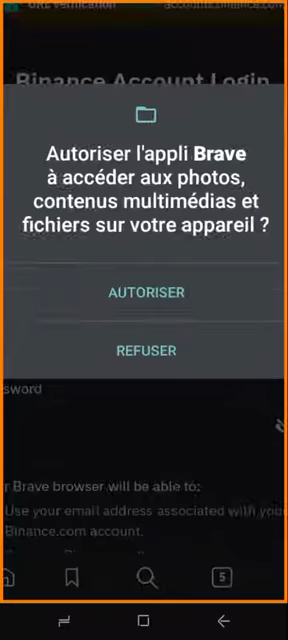 URL verification accounts.binance.com
Binance Account Login
Autoriser l'appli Brave
à accéder aux photos,
contenus multimédias et
fichiers sur votre appareil ?
AUTORISER
REFUSER
sword
r Brave browser will be able to:
Use your email address associated with you
Binance.com account.
5